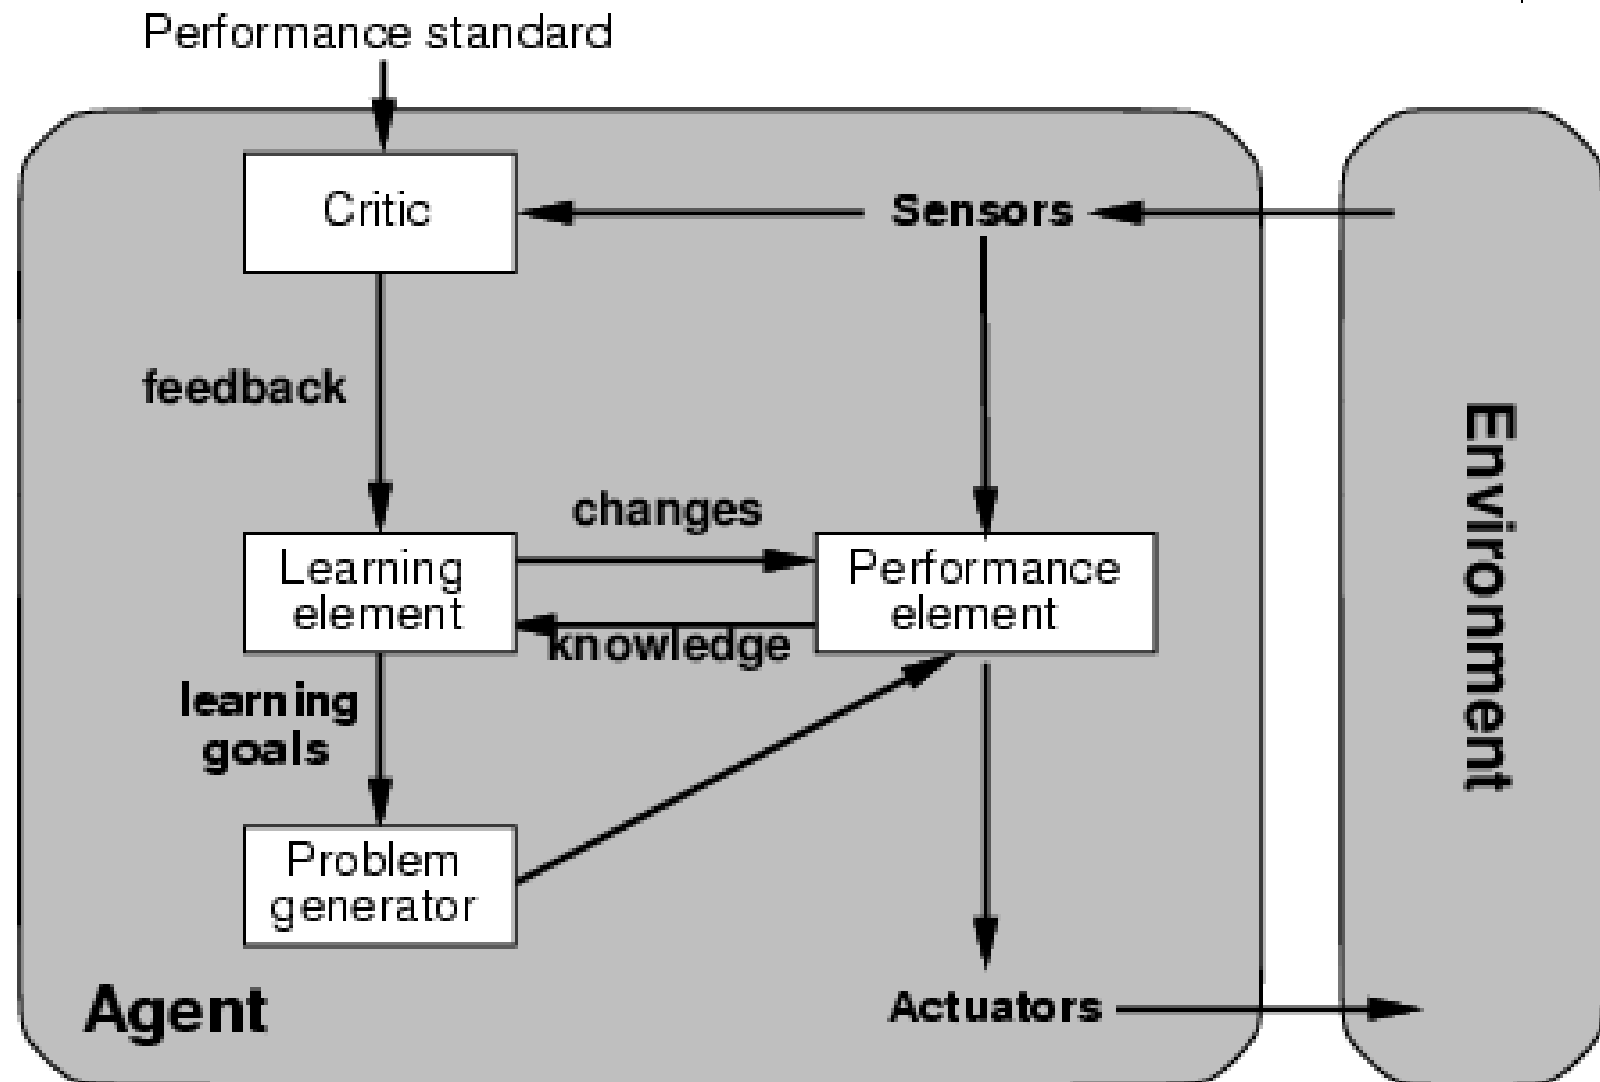 Performance standard
Critic
Sensors
feedback
changes
Learning
element
Performance
element
knowledge
learning
goals
Problem
generator
Agent
Actuators
Environment